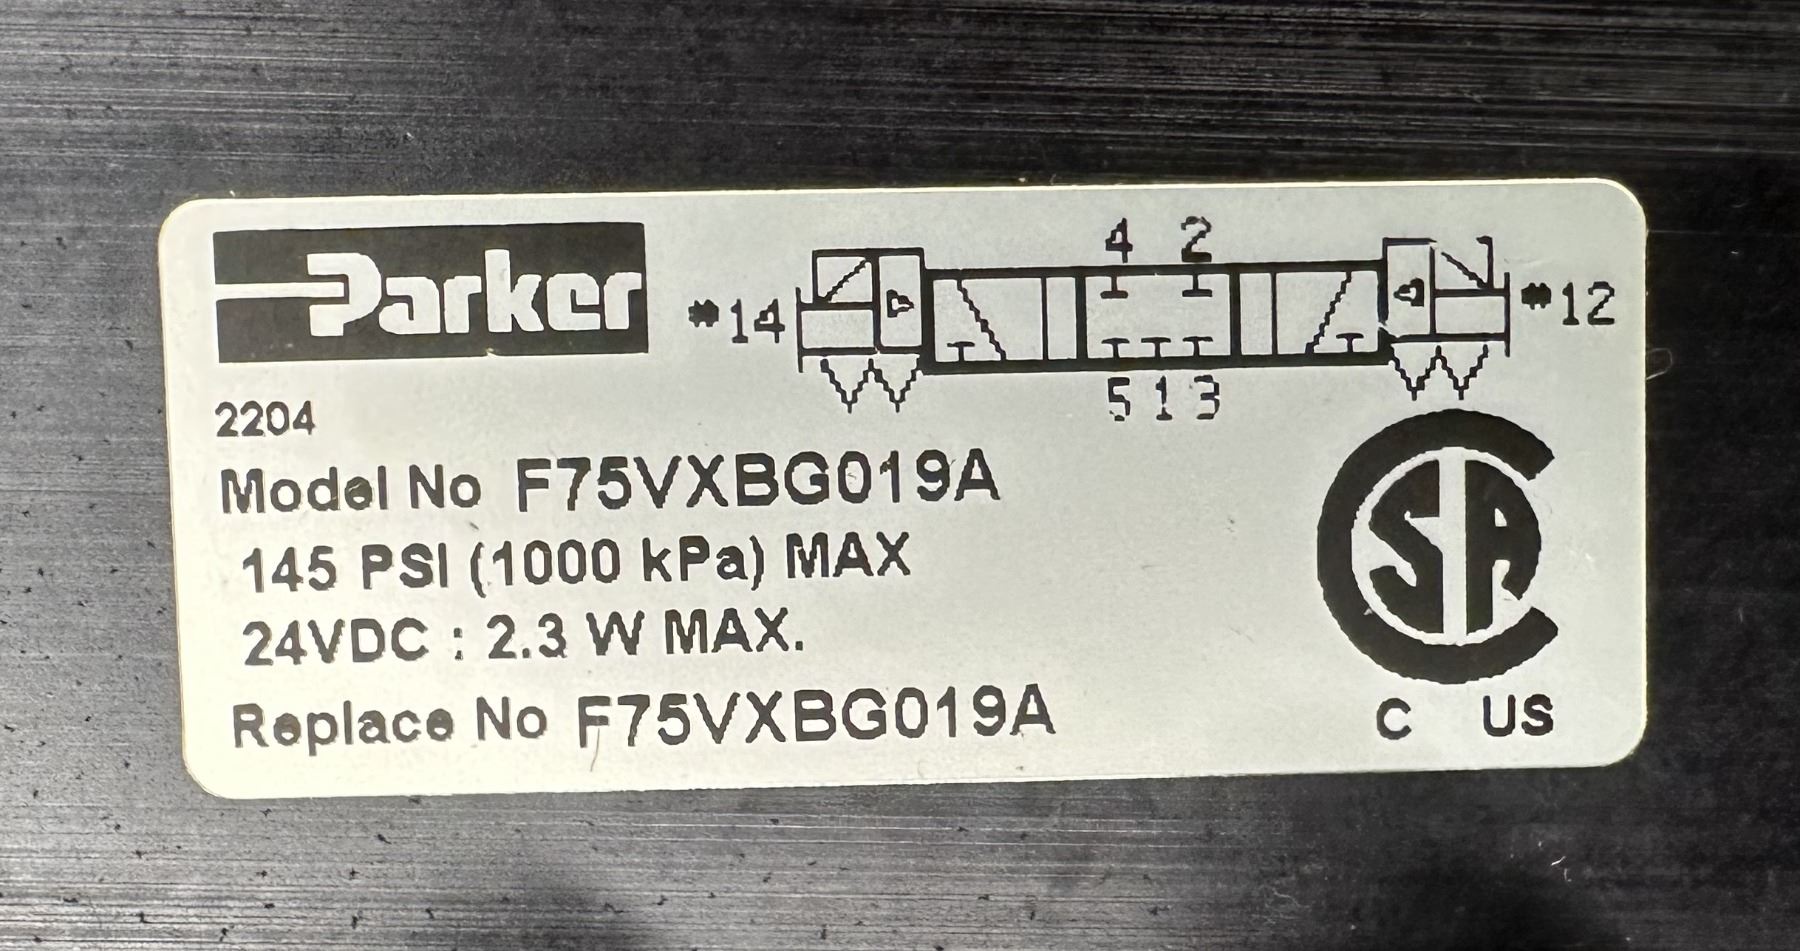 Parker
4 2
*14
*12
5 1 3
2204
Model No F75VXBG019A
145 PSI (1000 kPa) MAX
24VDC : 2.3 W MAX.
Replace No F75VXBG019A
CSA
C US